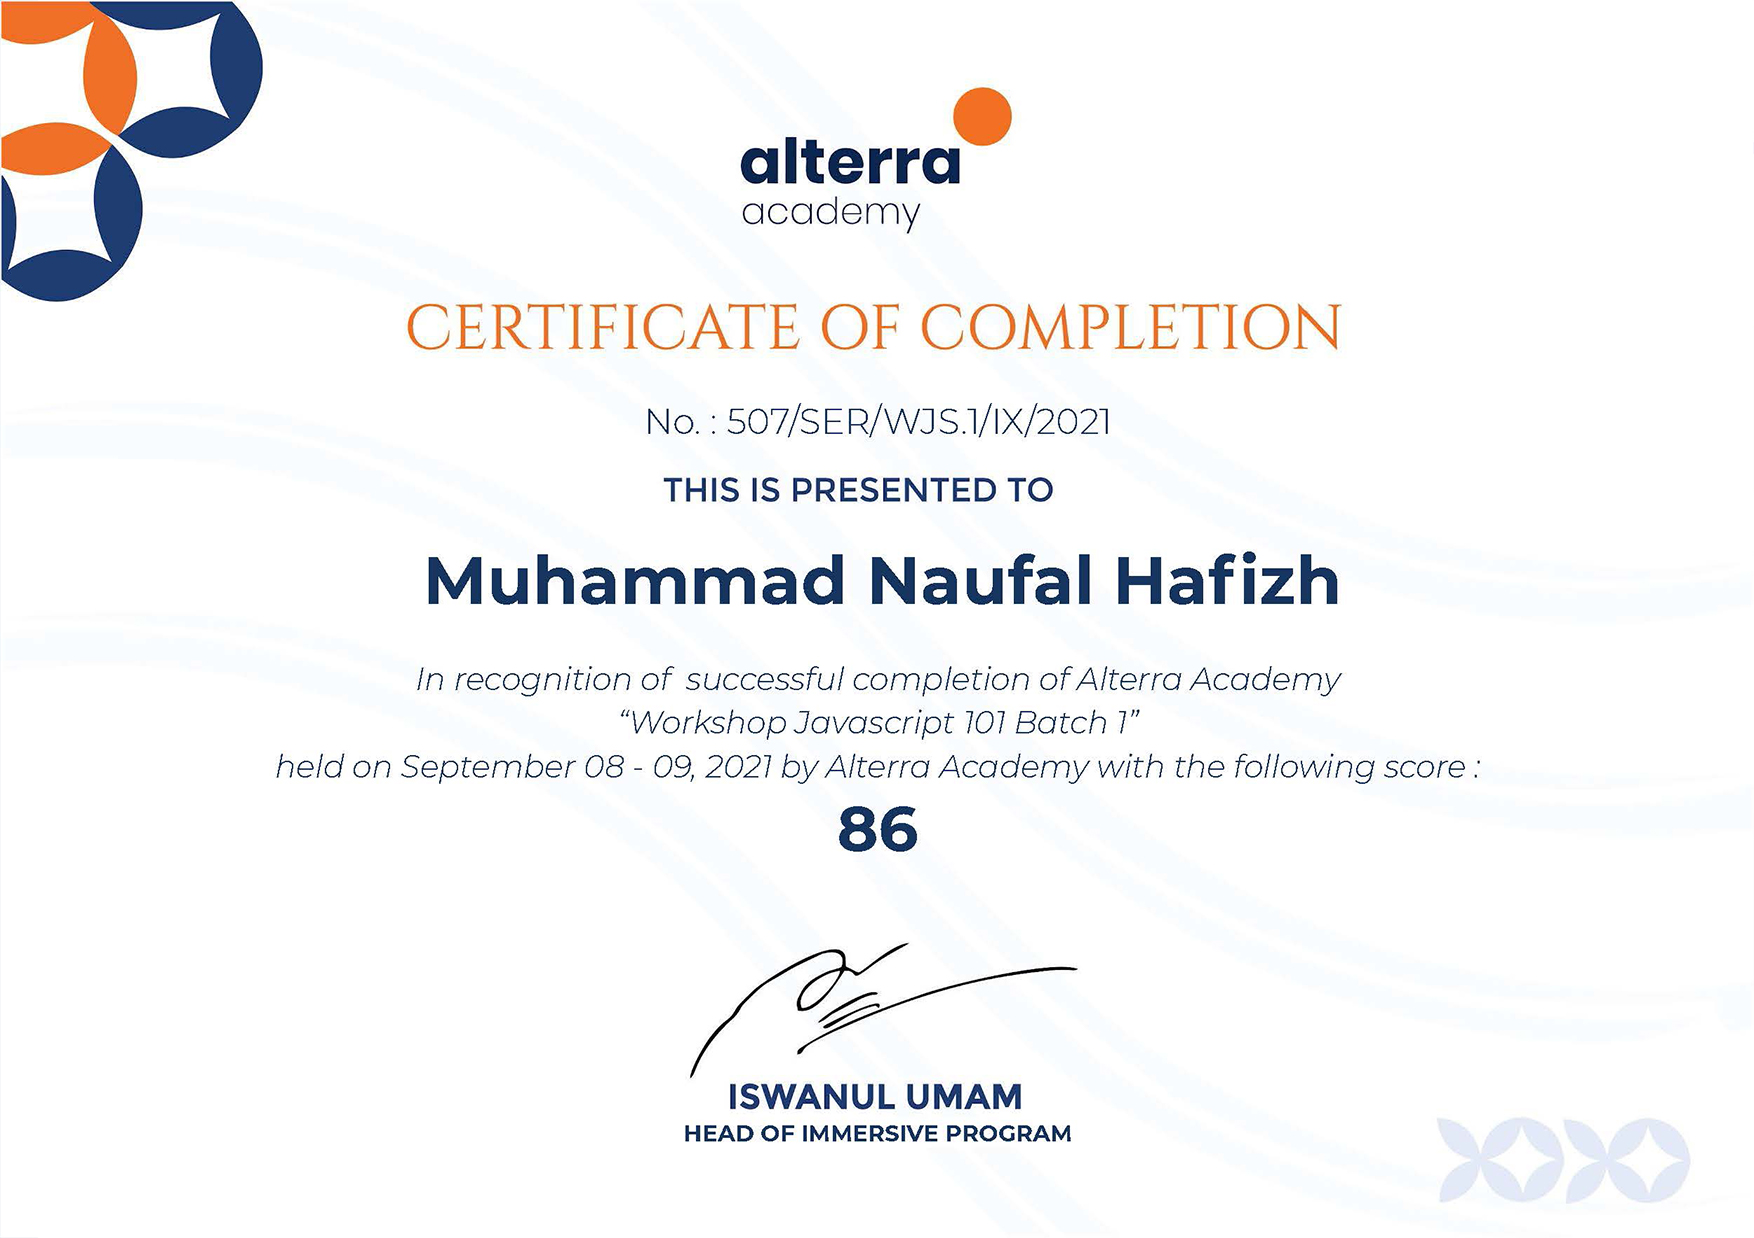 alterra
academy
CERTIFICATE OF COMPLETION
No. : 507/SER/WJS.1/IX/2021
THIS IS PRESENTED TO
Muhammad Naufal Hafizh
In recognition of successful completion of Alterra Academy
“Workshop Javascript 101 Batch 1”
held on September 08 - 09, 2021 by Alterra Academy with the following score :
86
ISWANUL UMAM
HEAD OF IMMERSIVE PROGRAM